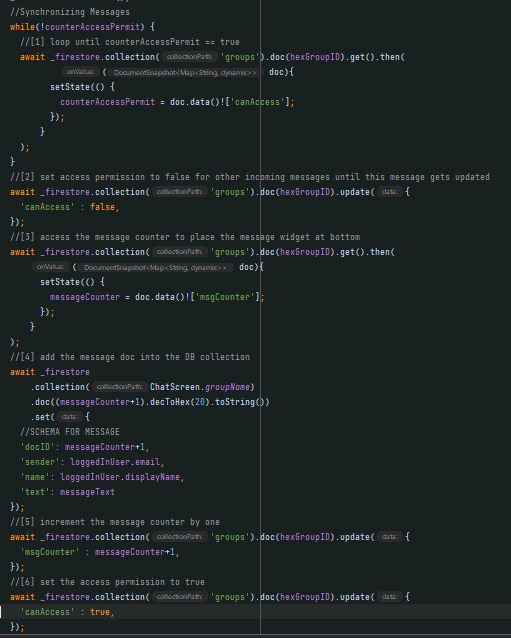 //Synchronizing Messages
while(!counterAccessPermit) {
//[1] loop until counterAccessPermit == true
await _firestore.collection( collectionPath: 'groups').doc(hexGroupID).get().then(
onValue: (DocumentSnapshot<Map<String, dynamic>> doc){
setState(() {
counterAccessPermit = doc.data()!['canAccess'];
});
}
);
}
//[2] set access permission to false for other incoming messages until this message gets updated
await _firestore.collection( collectionPath: 'groups').doc(hexGroupID).update( data: {
'canAccess' : false,
});
//[3] access the message counter to place the message widget at bottom
await _firestore.collection( collectionPath: 'groups').doc(hexGroupID).get().then(
onValue: (DocumentSnapshot<Map<String, dynamic>> doc){
setState(() {
messageCounter = doc.data()!['msgCounter'];
});
}
);
//[4] add the message doc into the DB collection
await _firestore
.collection( collectionPath: ChatScreen.groupName)
.doc((messageCounter+1).decToHex(20).toString())
.set( data: {
//SCHEMA FOR MESSAGE
'docID': messageCounter+1,
'sender': loggedInUser.email,
'name': loggedInUser.displayName,
'text': messageText
});
//[5] increment the message counter by one
await _firestore.collection( collectionPath: 'groups').doc(hexGroupID).update( data: {
'msgCounter' : messageCounter+1,
});
//[6] set the access permission to true
await _firestore.collection( collectionPath: 'groups').doc(hexGroupID).update( data: {
'canAccess' : true,
});